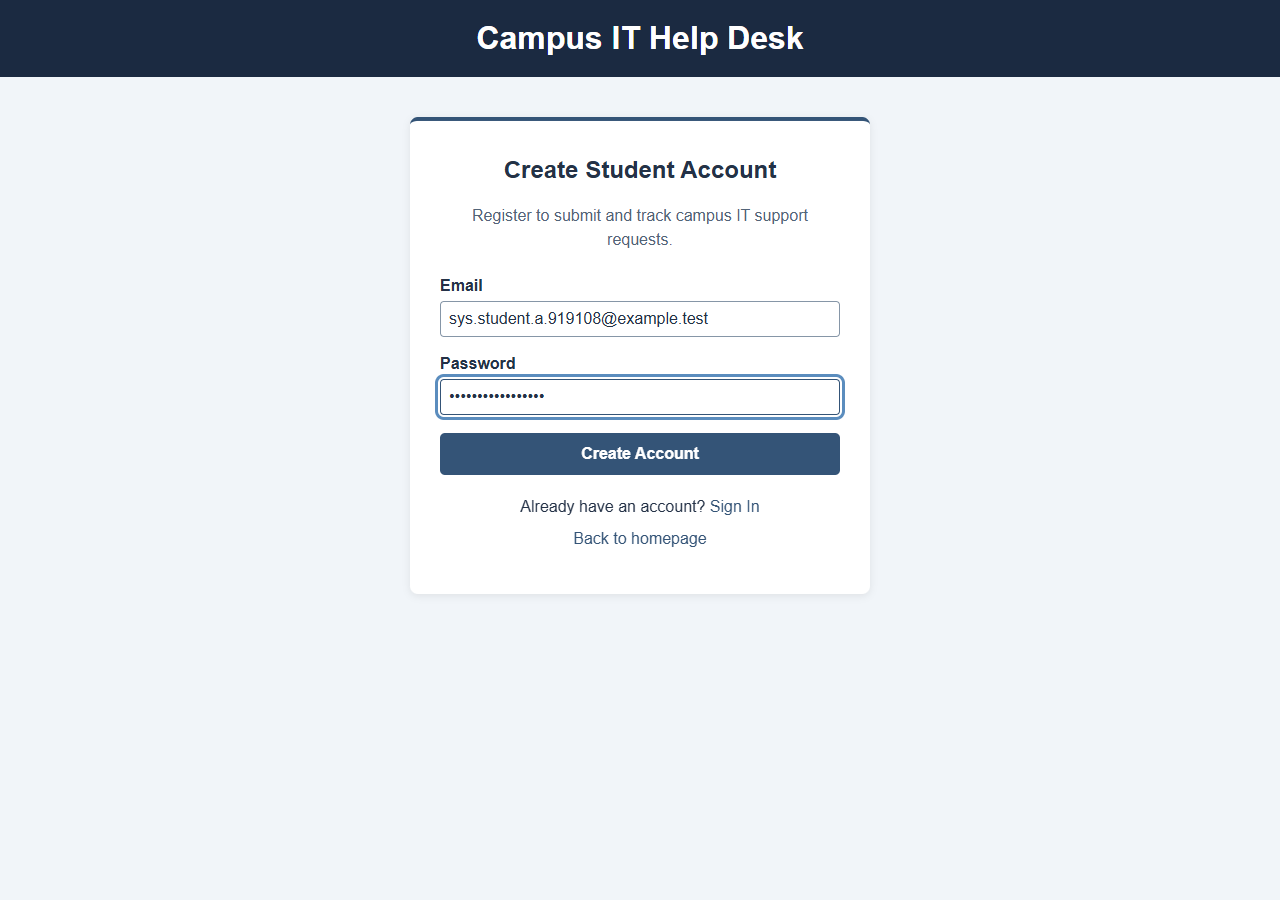 Campus IT Help Desk
Create Student Account
Register to submit and track campus IT support
requests.
Email
sys.student.a.919108@example.test
Password
•••••••••••••••••
Create Account
Already have an account? Sign In
Back to homepage